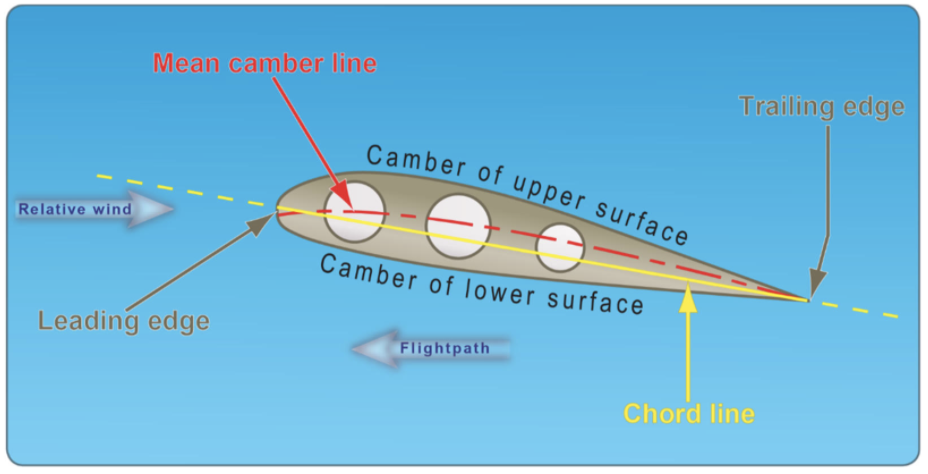 Mean camber line
Trailing edge
Camber of upper surface
Relative wind
Camber of lower surface
Leading edge
Flightpath
Chord line